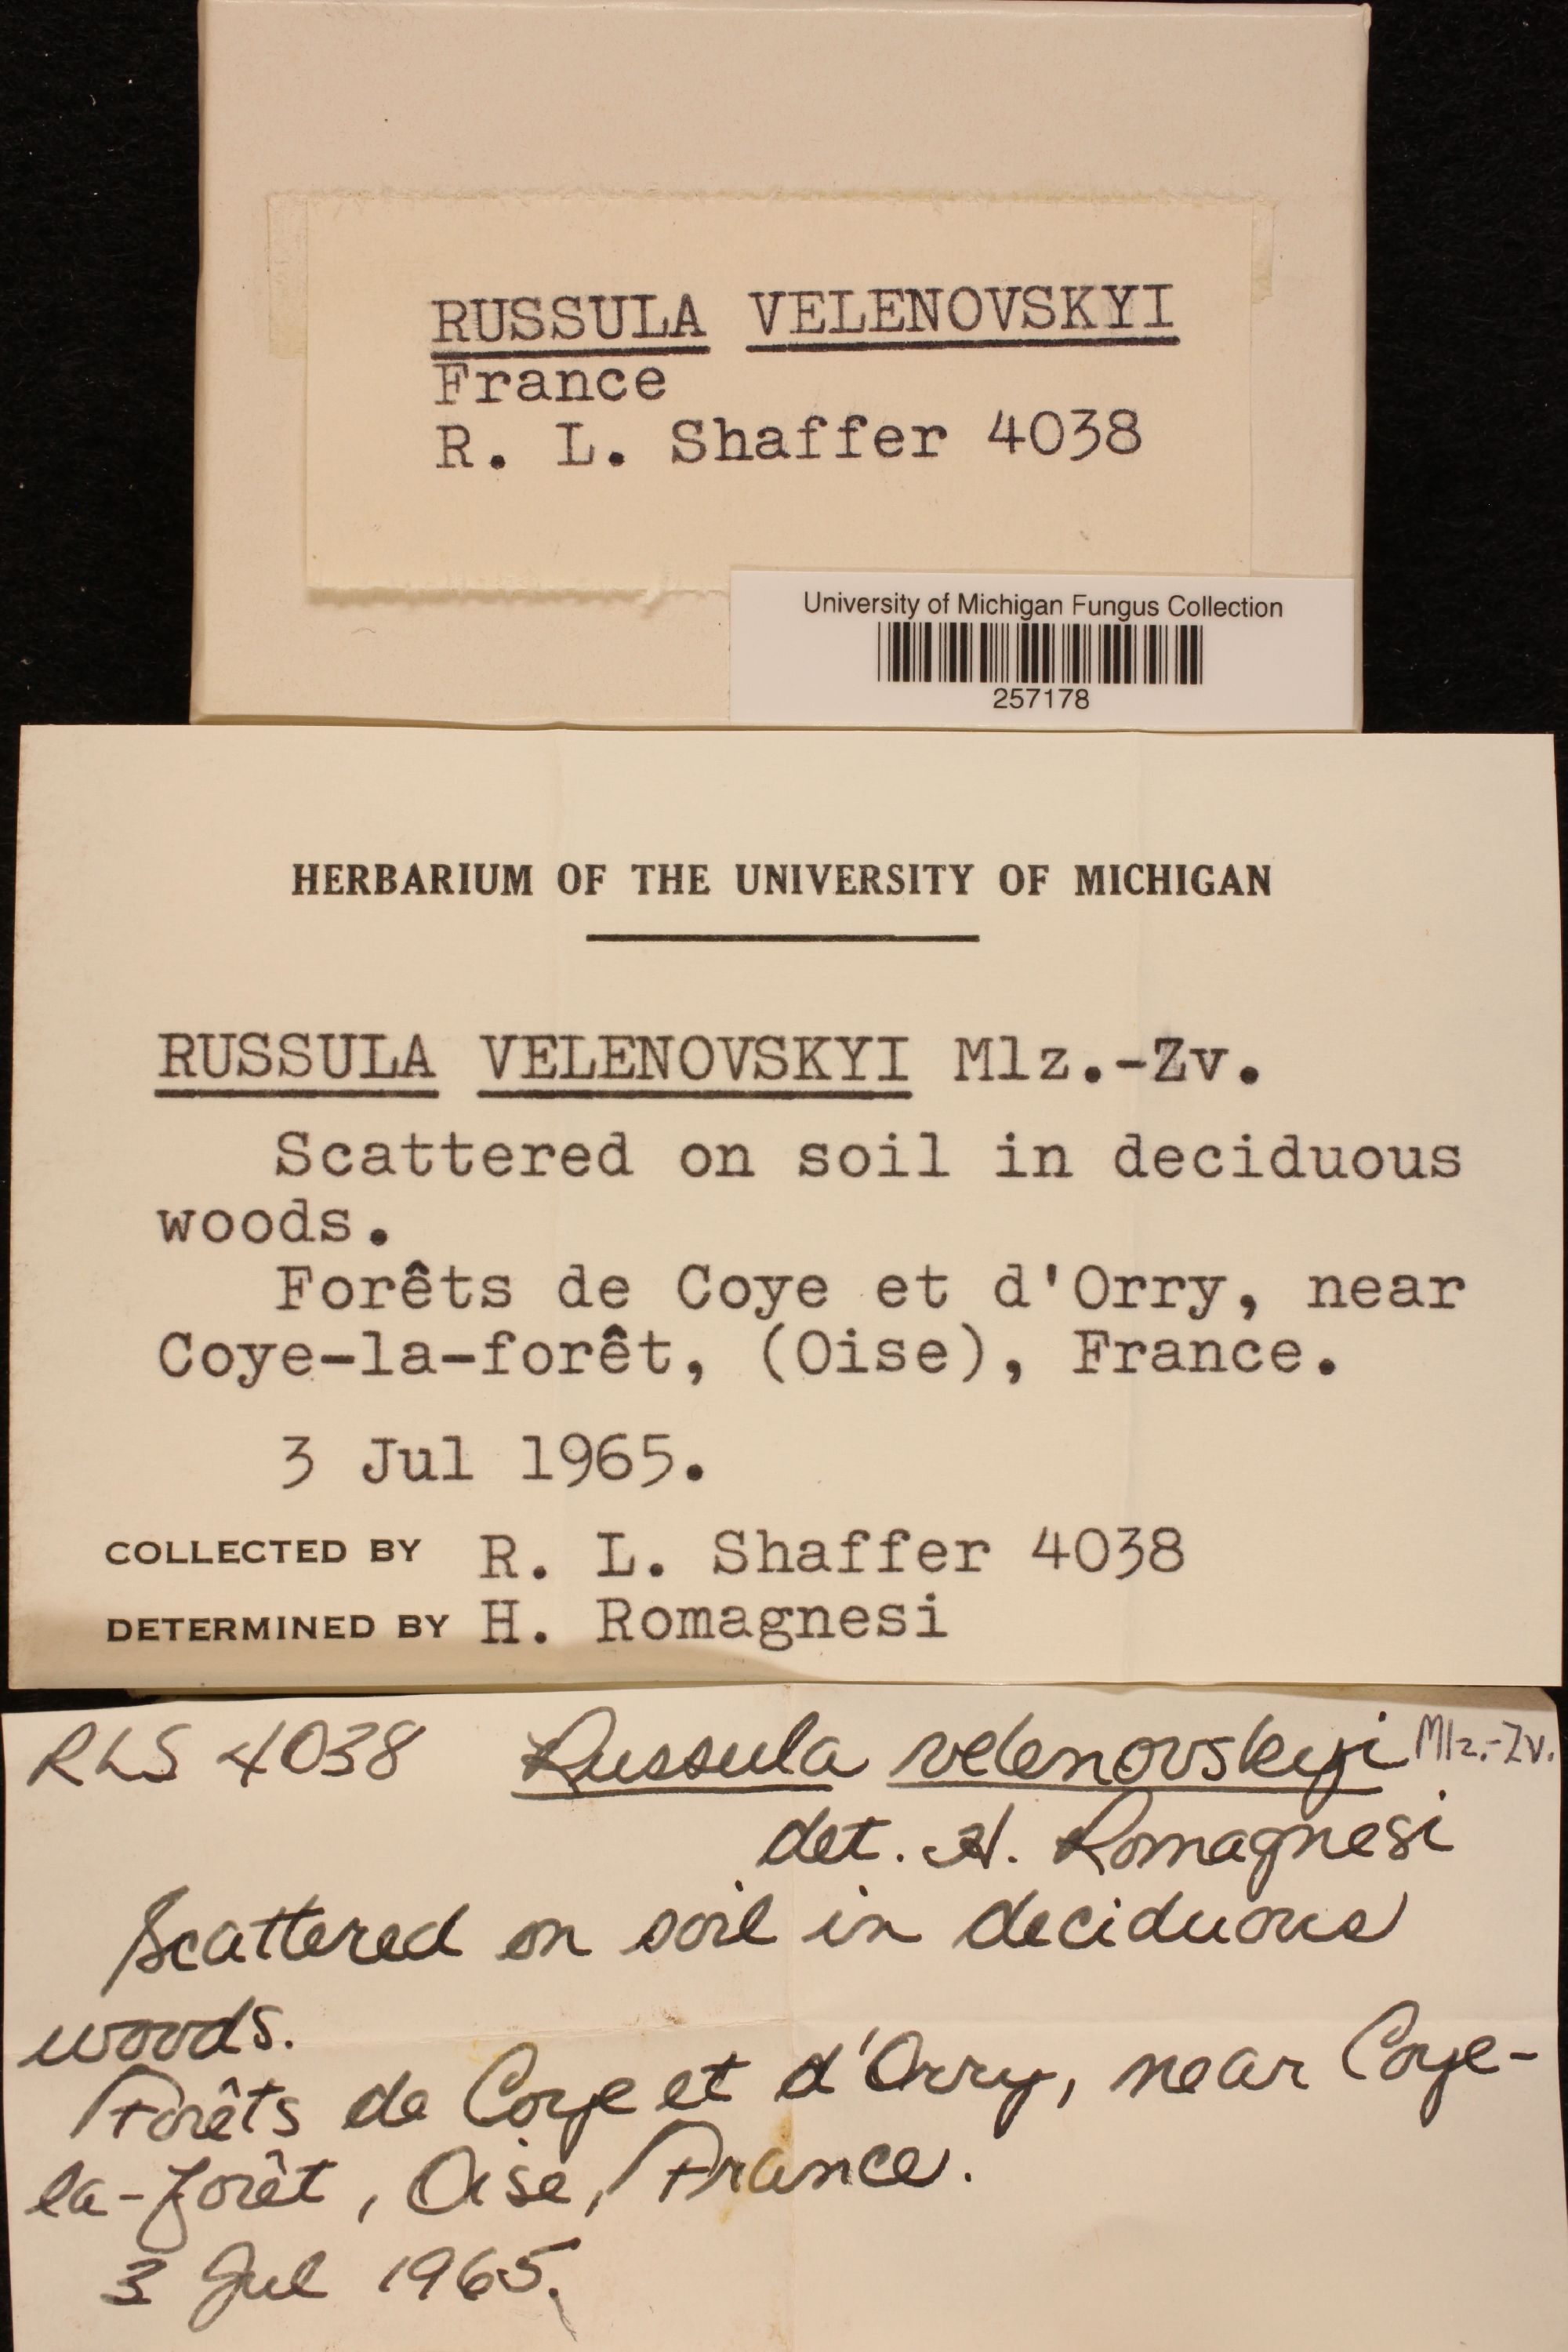 RUSSULA VELENOVSKYI
France
R. L. Shaffer 4038
University of Michigan Fungus Collection
257178
HERBARIUM OF THE UNIVERSITY OF MICHIGAN
RUSSULA VELENOVSKYI Mlz.-Zv.
Scattered on soil in deciduous
woods.
Forêts de Coye et d'Orry, near
Coye-la-forêt, (Oise), France.
3 Jul 1965.
COLLECTED BY R. L. Shaffer 4038
DETERMINED BY H. Romagnesi
RLS 4038 Russula velenovskyi Mlz.-Zv.
det. H. Romagnesi
Scattered on soil in deciduous
woods.
Forêts de Coye et d'Orry, near Coye-
la-forêt, Oise, France.
3 Jul 1965.